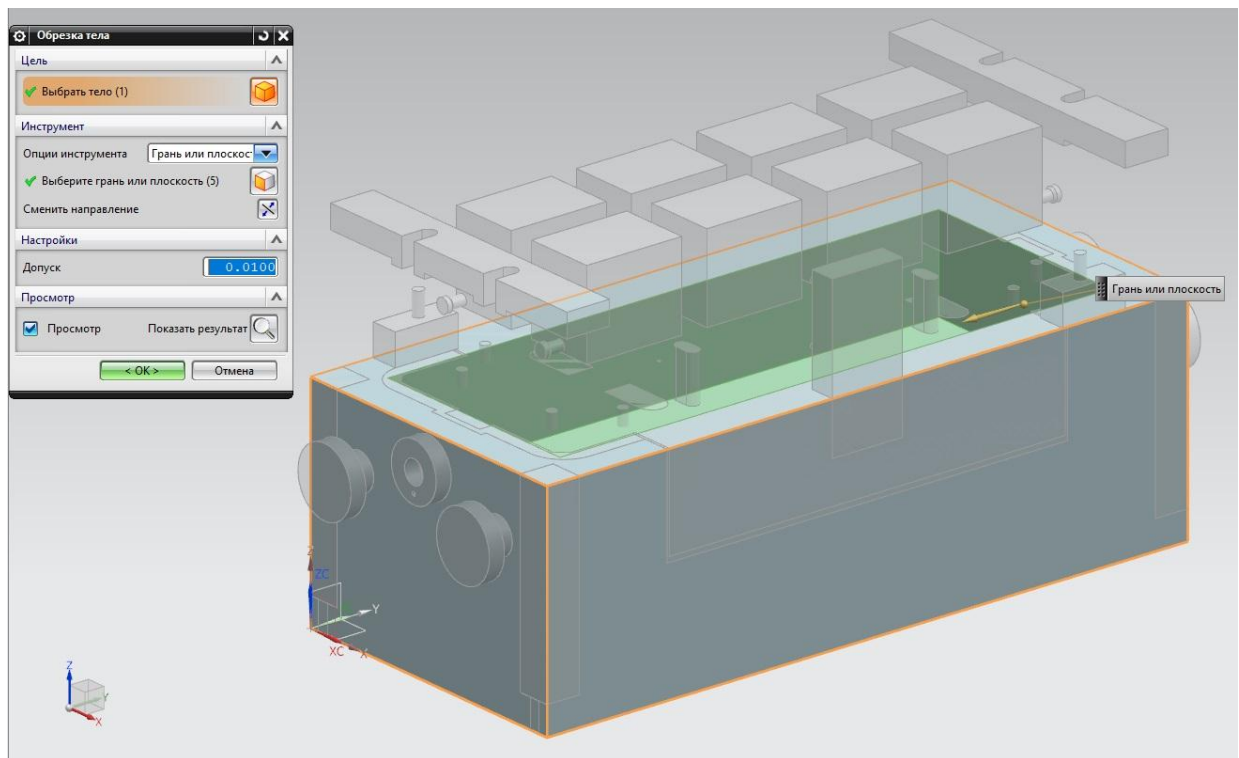 Обрезка тела
Цель
Выбрать тело (1)
Инструмент
Опции инструмента Грань или плоскос
Выберите грань или плоскость (5)
Сменить направление
Настройки
Допуск 0.0100
Просмотр
Просмотр Показать результат
< OK > Отмена
Грань или плоскость
Z
ZC
Y
XC X
Z
Y
X